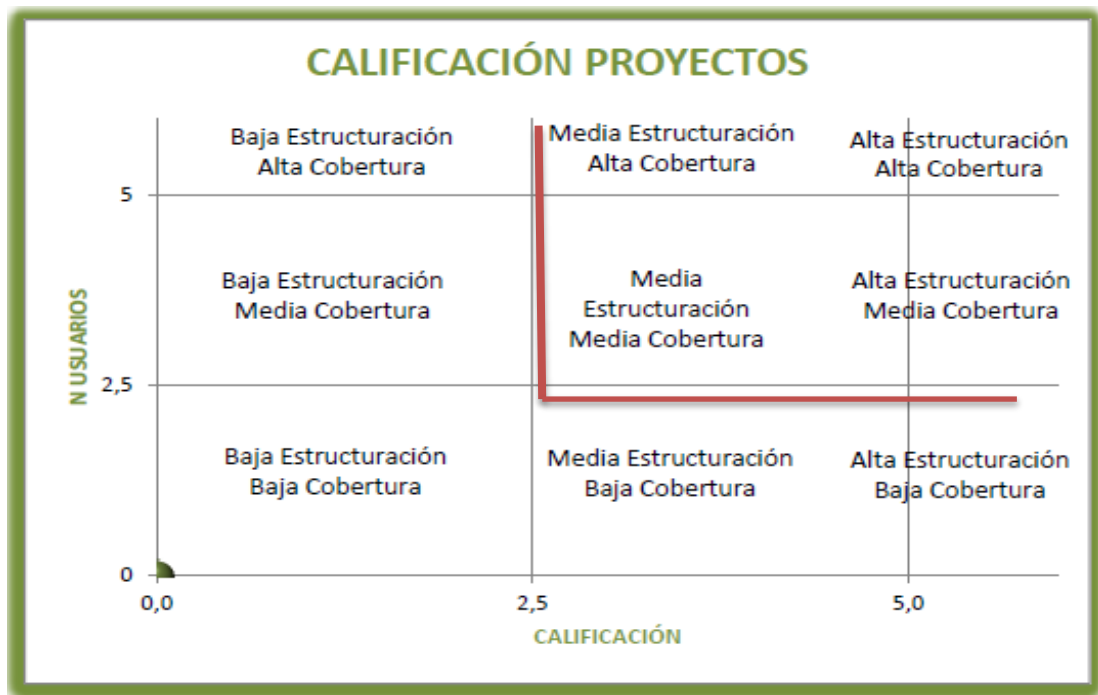 CALIFICACIÓN PROYECTOS
Baja Estructuración
Alta Cobertura
Media Estructuración
Alta Cobertura
Alta Estructuración
Alta Cobertura
5
Baja Estructuración
Media Cobertura
Media
Estructuración
Media Cobertura
Alta Estructuración
Media Cobertura
N USUARIOS
2,5
Baja Estructuración
Baja Cobertura
Media Estructuración
Baja Cobertura
Alta Estructuración
Baja Cobertura
0
0,0
2,5
5,0
CALIFICACIÓN